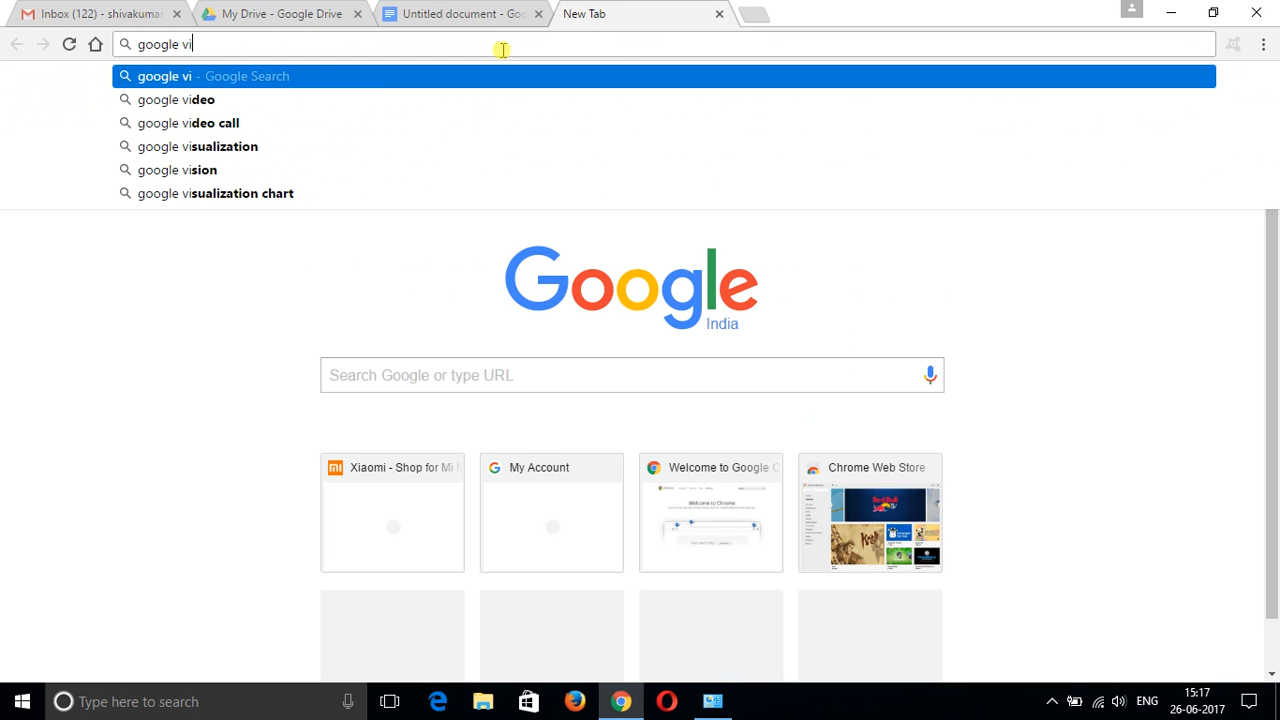 Inbox (122) - shivakumar
My Drive - Google Drive
Untitled document - Goo
New Tab
google vi
google vi - Google Search
google video
google video call
google visualization
google vision
google visualization chart
Google
India
Search Google or type URL
Xiaomi - Shop for Mi M
My Account
Welcome to Google C
Chrome Web Store
Welcome to Chrome
Type here to search
ENG
15:17
26-06-2017